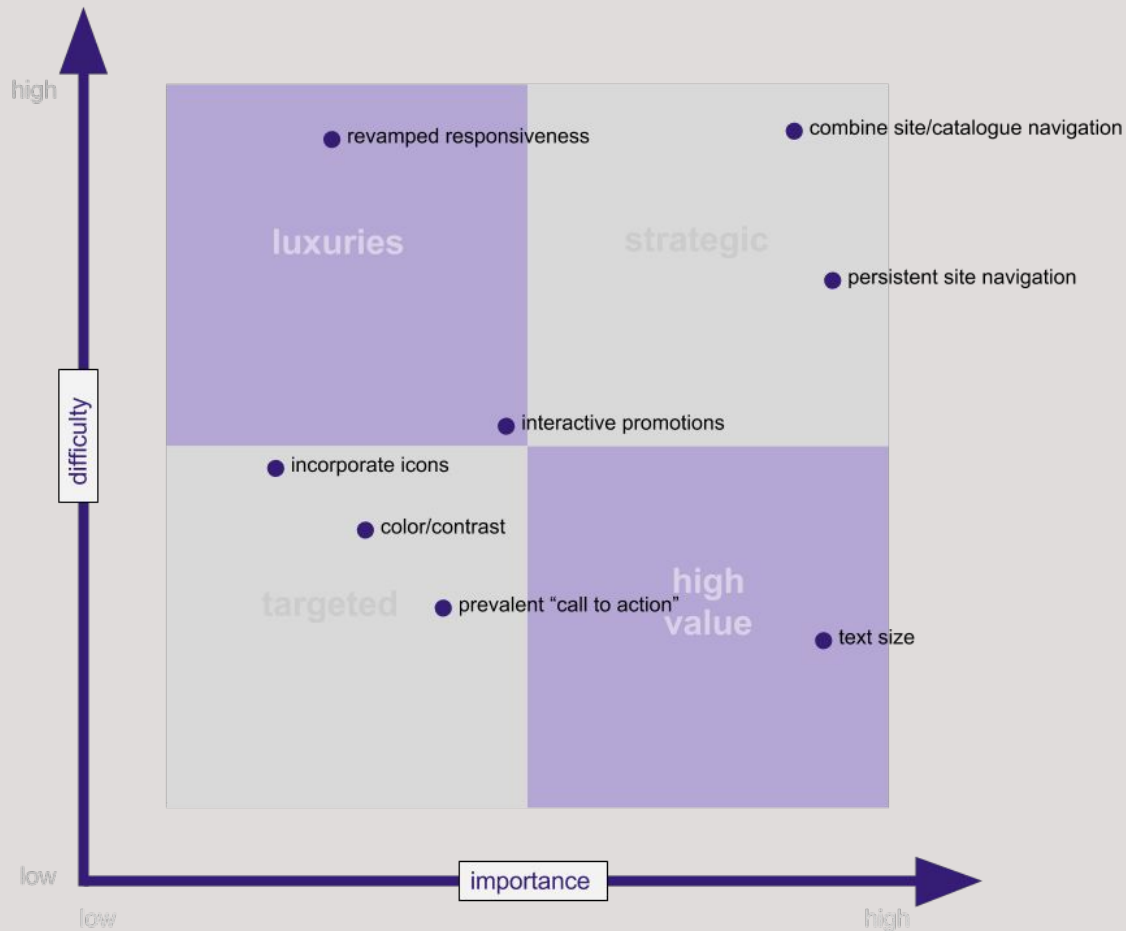 high
revamped responsiveness
combine site/catalogue navigation
luxuries
strategic
persistent site navigation
difficulty
interactive promotions
incorporate icons
color/contrast
targeted
prevalent “call to action”
high
value
text size
low
importance
low
high